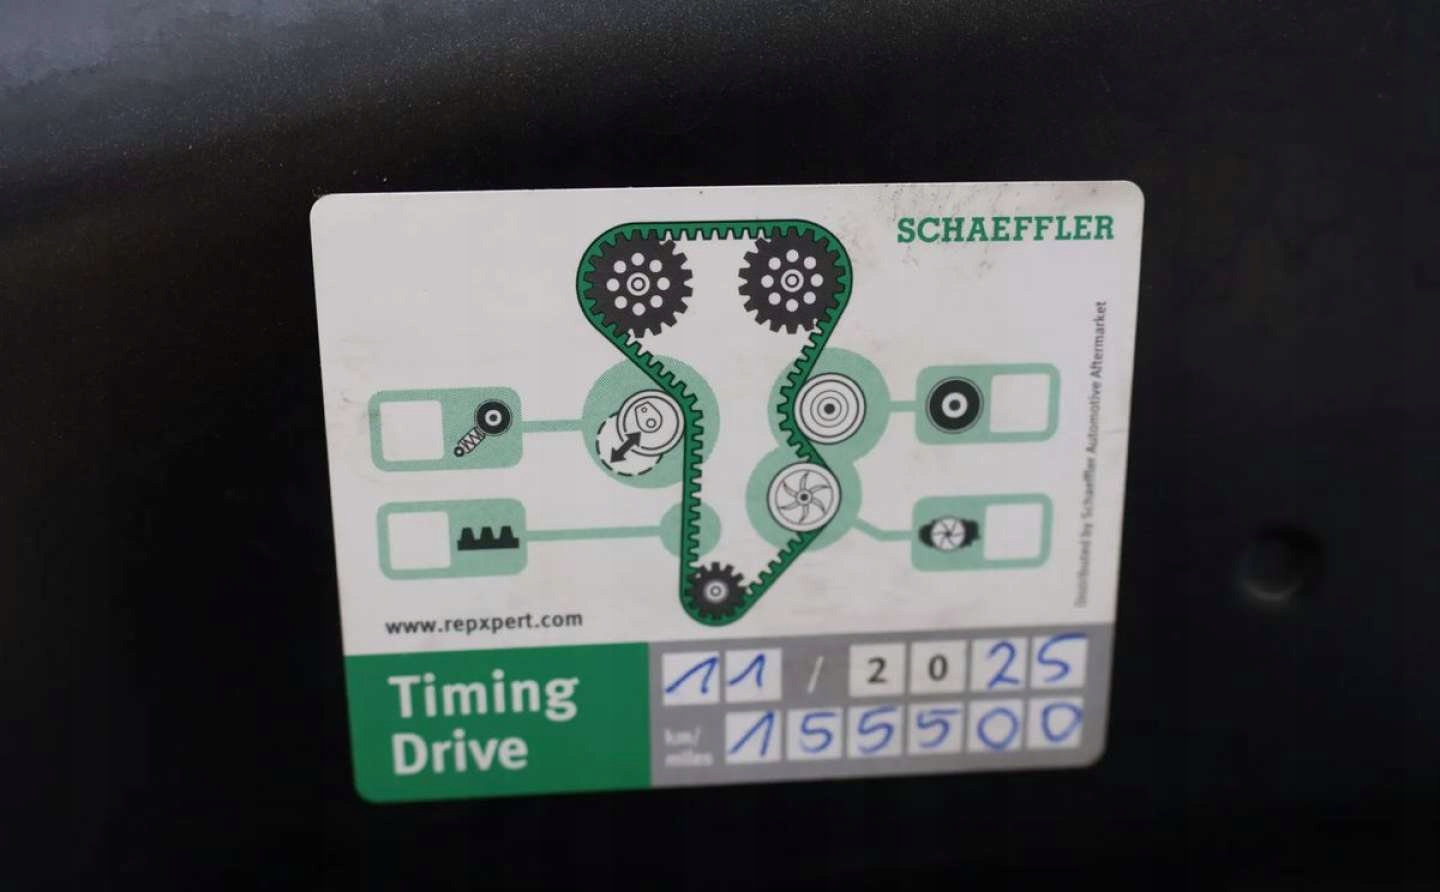 SCHAEFFLER
Distributed by Schaeffler Automotive Aftermarket
www.repxpert.com
Timing
Drive
11 / 2025
km/
miles
155500